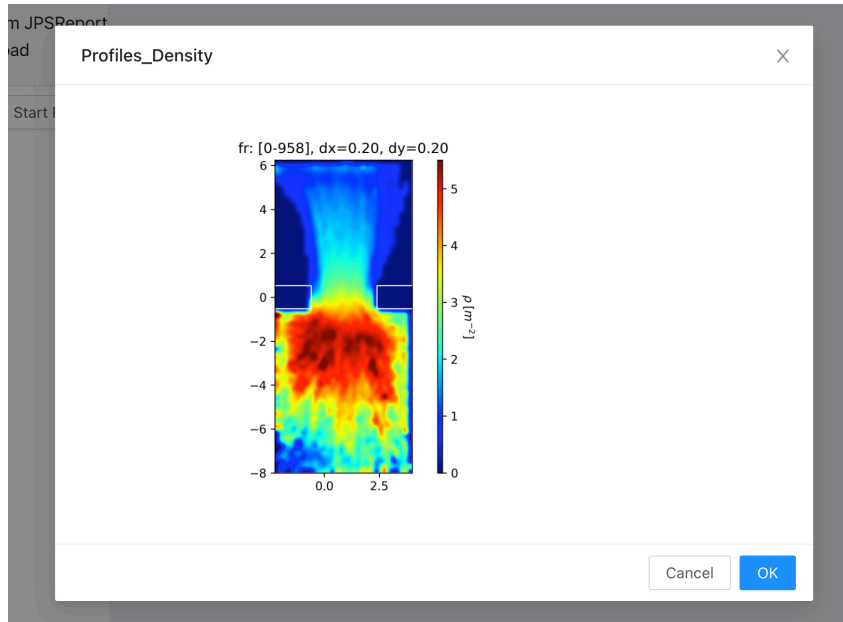 m JPSReport
oad
Start
Profiles_Density
fr: [0-958], dx=0.20, dy=0.20
6
4
2
0
−2
−4
−6
−8
0.0
2.5
5
4
3
2
1
0
ρ [m⁻²]
Cancel
OK